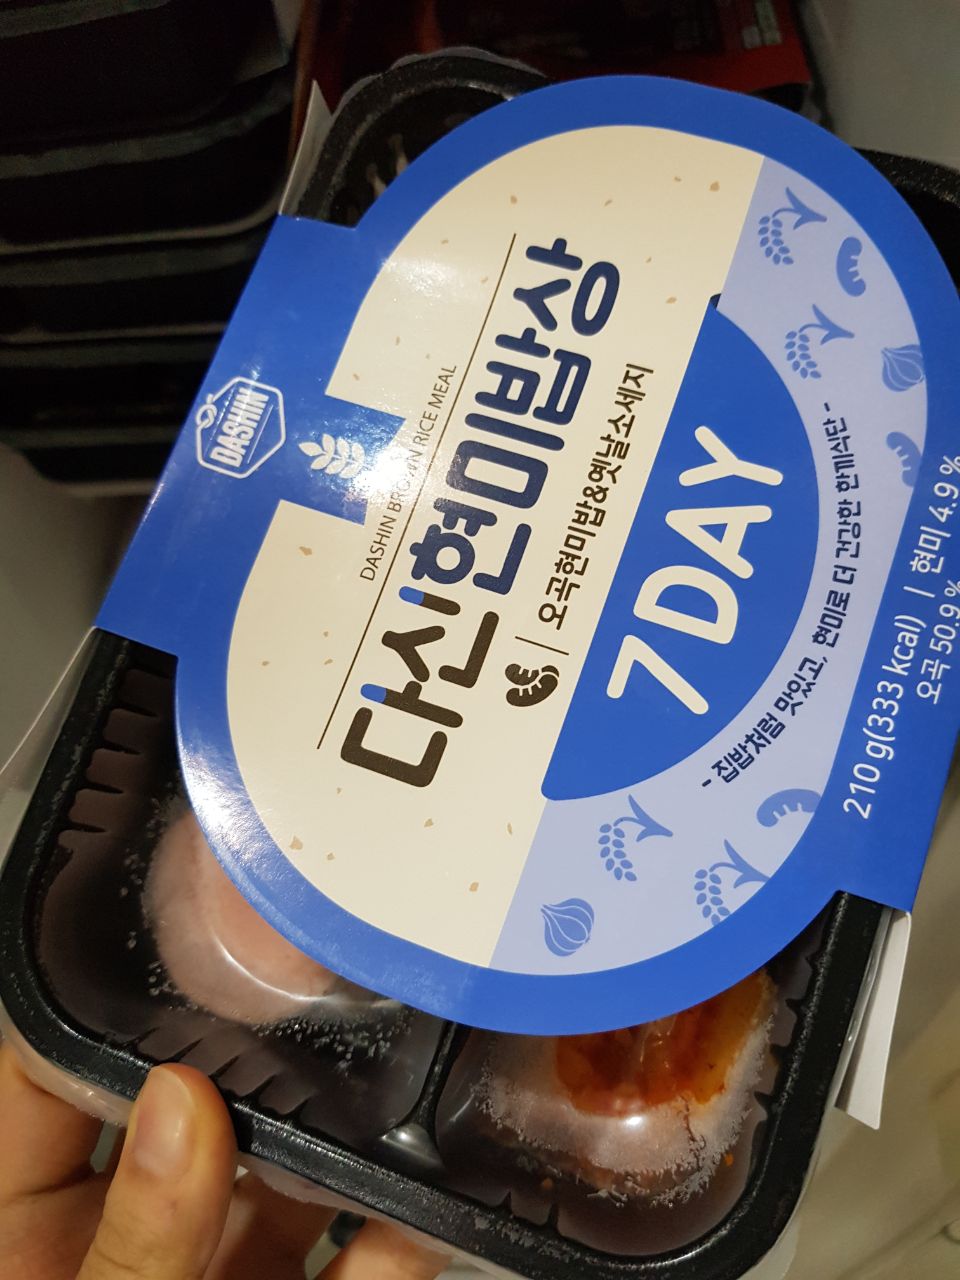 DASHIN
DASHIN BROWN RICE MEAL
다신현미밥상
오곡현미밥&옛날소세지
7DAY
- 집밥처럼 맛있고, 현미로 더 건강한 한끼식단 -
210 g(333 kcal) | 현미 4.9 %
오곡 50.9 %